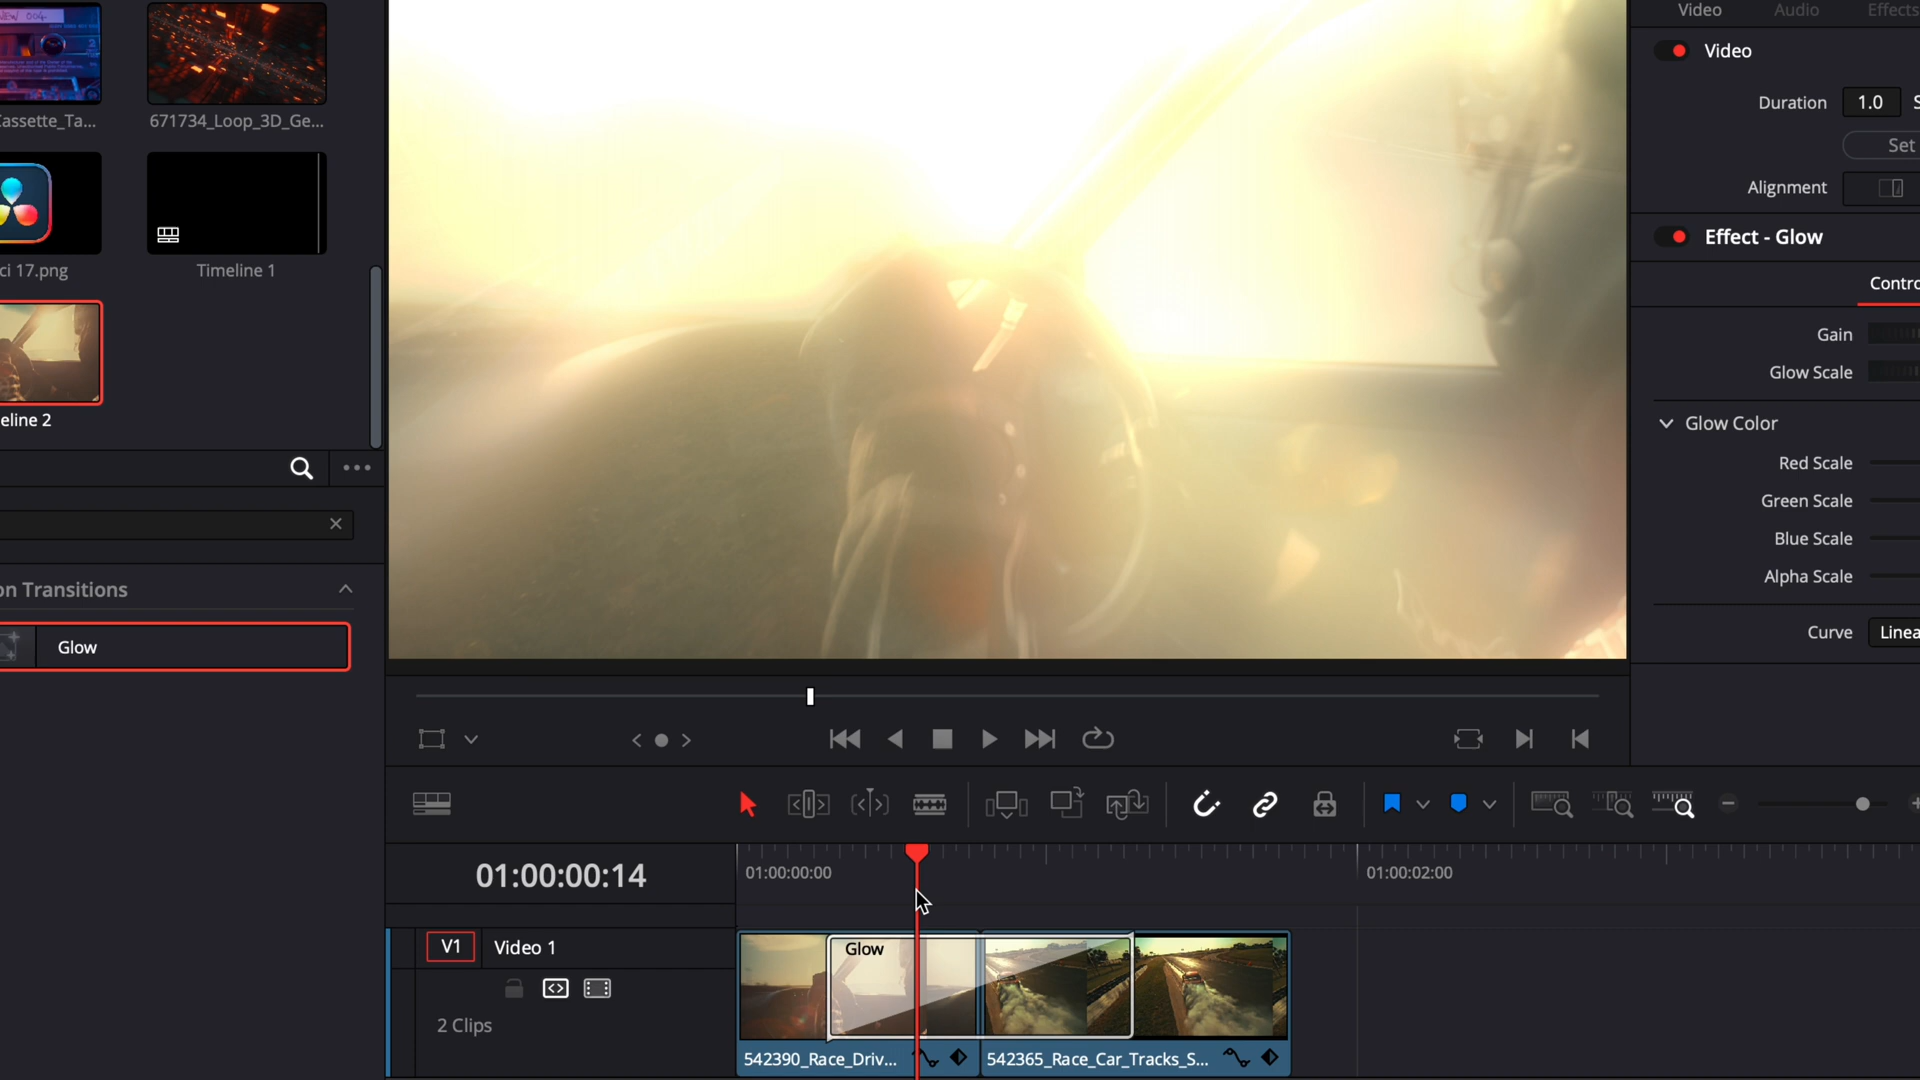 NEW 004
Cassette_Ta...
671734_Loop_3D_Ge...
ci 17.png
Timeline 1
eline 2
on Transitions
Glow
Video
Audio
Effects
Video
Duration
1.0
S
Set
Alignment
Effect - Glow
Contro
Gain
Glow Scale
Glow Color
Red Scale
Green Scale
Blue Scale
Alpha Scale
Curve
Linea
01:00:00:14
01:00:00:00
01:00:02:00
V1
Video 1
2 Clips
Glow
542390_Race_Driv...
542365_Race_Car_Tracks_S...